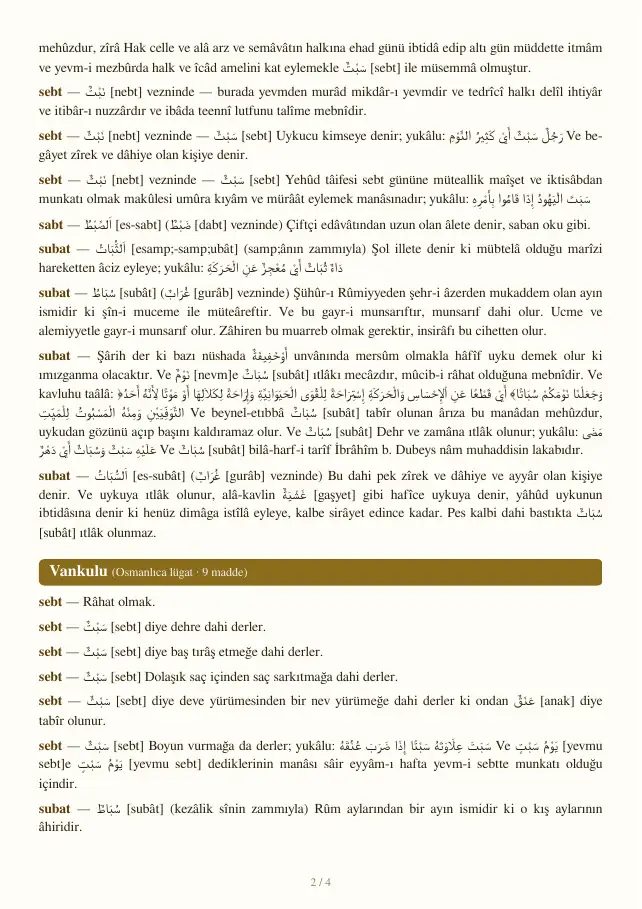 mehûzdur, zîrâ Hak celle ve alâ arz ve semâvâtın halkına ehad günü ibtidâ edip altı gün müddette itmâm
ve yevm-i mezbûrda halk ve îcâd amelini kat eylemekle سَبْتٌ [sebt] ile müsemmâ olmuştur.
sebt — نَبْتٌ [nebt] vezninde — burada yevmden murâd mikdâr-ı yevmdir ve tedrîcî halkı delîl ihtiyâr
ve itibâr-ı nuzzârdır ve ibâda teennî lutfunu talîme mebnîdir.
sebt — نَبْتٌ [nebt] vezninde — سَبْتٌ [sebt] Uykucu kimseye denir; yukâlu: رَجُلٌ سَبْتٌ أَيْ كَثِيرُ النَّوْمِ Ve be-
gâyet zîrek ve dâhiye olan kişiye denir.
sebt — نَبْتٌ [nebt] vezninde — سَبْتٌ [sebt] Yehûd tâifesi sebt gününe müteallik maîşet ve iktisâbdan
munkatı olmak makûlesi umûra kıyâm ve mürâât eylemek manâsınadır; yukâlu: سَبَتَ الْيَهُودُ إِذَا قَامُوا بِأَمْرِهِ
sabt — اَلضَّبْطُ [es-sabt] (ضَبْطٌ [dabt] vezninde) Çiftçi edâvâtından uzun olan âlete denir, saban oku gibi.
subat — اَلثُّبَاتُ [esamp;-samp;ubât] (samp;ânın zammıyla) Şol illete denir ki mübtelâ olduğu marîzi
hareketten âciz eyleye; yukâlu: دَاءٌ ثُبَاتٌ أَيْ مُعْجِزٌ عَنِ الْحَرَكَةِ
subat — سُبَاطُ [subât] (غُرَابٌ [gurâb] vezninde) Şühûr-ı Rûmiyyeden şehr-i âzerden mukaddem olan ayın
ismidir ki şîn-i muceme ile müteâreftir. Ve bu gayr-i munsarıftır, munsarıf dahi olur. Ucme ve
alemiyyetle gayr-i munsarıf olur. Zâhiren bu muarreb olmak gerektir, insirâfı bu cihetten olur.
subat — Şârih der ki bazı nüshada أَوْخَفِيفَةٌ unvânında mersûm olmakla hâfîf uyku demek olur ki
ımızganma olacaktır. Ve نَوْمٌ [nevm]e سُبَاتٌ [subât] ıtlâkı mecâzdır, mûcib-i râhat olduğuna mebnîdir. Ve
kavluhu taâlâ: ﴿وَجَعَلْنَا نَوْمَكُمْ سُبَاتًا﴾ أَيْ قَطْعًا عَنِ الْإِحْسَاسِ وَالْحَرَكَةِ إِسْتِرَاحَةً لِلْقُوَى الْحَيَوَانِيَّةِ وَإِرَاحَةً لِكَلَالِهَا أَوْ مَوْتًا لِأَنَّهُ أَحَدُ
التَّوَفِّيَيْنِ وَمِنْهُ الْمَسْبُوتُ لِلْمَيِّتِ Ve beynel-etıbbâ سُبَاتٌ [subât] tabîr olunan ârıza bu manâdan mehûzdur,
uykudan gözünü açıp başını kaldıramaz olur. Ve سُبَاتٌ [subât] Dehr ve zamâna ıtlâk olunur; yukâlu: مَضَى
عَلَيْهِ سَبْتٌ وَسُبَاتٌ أَيْ دَهْرٌ Ve سُبَاتُ [subât] bilâ-harf-i tarîf İbrâhîm b. Dubeys nâm muhaddisin lakabıdır.
subat — اَلسُّبَاتُ [es-subât] (غُرَابٌ [gurâb] vezninde) Bu dahi pek zîrek ve dâhiye ve ayyâr olan kişiye
denir. Ve uykuya ıtlâk olunur, alâ-kavlin غَشْيَةٌ [gaşyet] gibi hafîce uykuya denir, yâhûd uykunun
ibtidâsına denir ki henüz dimâga istîlâ eyleye, kalbe sirâyet edince kadar. Pes kalbi dahi bastıkta سُبَاتٌ
[subât] ıtlâk olunmaz.
Vankulu (Osmanlıca lügat · 9 madde)
sebt — Râhat olmak.
sebt — سَبْتٌ [sebt] diye dehre dahi derler.
sebt — سَبْتٌ [sebt] diye baş tırâş etmeğe dahi derler.
sebt — سَبْتٌ [sebt] Dolaşık saç içinden saç sarkıtmağa dahi derler.
sebt — سَبْتٌ [sebt] diye deve yürümesinden bir nev yürümeğe dahi derler ki ondan عَنَقٌ [anak] diye
tabîr olunur.
sebt — سَبْتٌ [sebt] Boyun vurmağa da derler; yukâlu: سَبَتَ عِلَاوَتَهُ سَبْتًا إِذَا ضَرَبَ عُنُقَهُ Ve يَوْمُ سَبْتٍ [yevmu
sebt]e يَوْمُ سَبْتٍ [yevmu sebt] dediklerinin manâsı sâir eyyâm-ı hafta yevm-i sebtte munkatı olduğu
içindir.
subat — سُبَاطُ [subât] (kezâlik sînin zammıyla) Rûm aylarından bir ayın ismidir ki o kış aylarının
âhiridir.
2 / 4